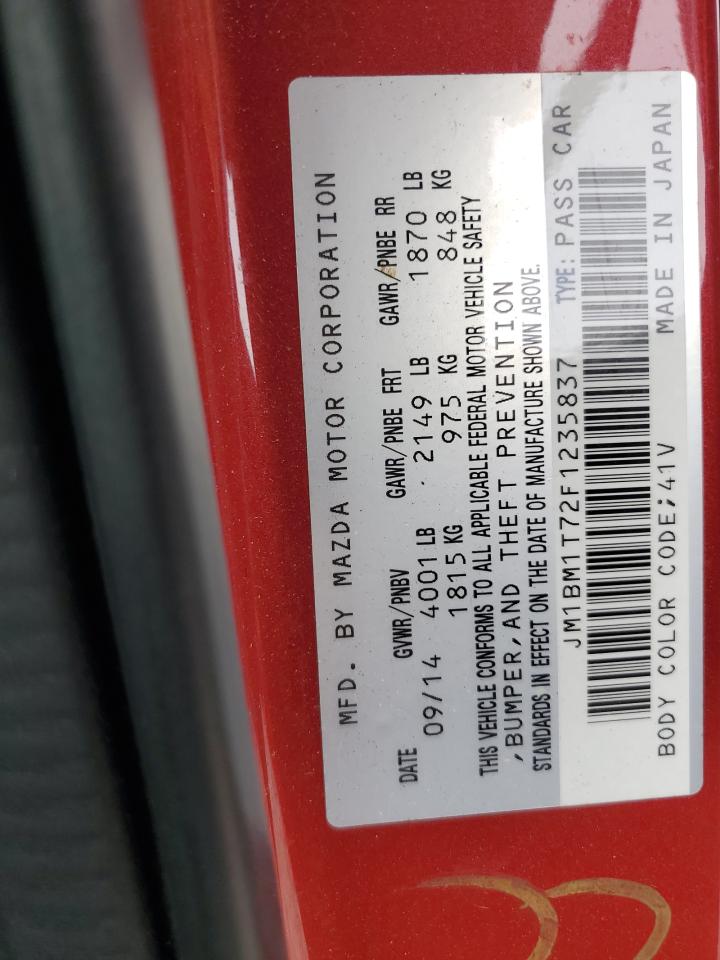 MFD. BY MAZDA MOTOR CORPORATION
DATE GVWR/PNBV GAWR/PNBE FRT GAWR/PNBE RR
09/14 4001 LB 2149 LB 1870 LB
1815 KG 975 KG 848 KG
THIS VEHICLE CONFORMS TO ALL APPLICABLE FEDERAL MOTOR VEHICLE SAFETY
,BUMPER,AND THEFT PREVENTION
STANDARDS IN EFFECT ON THE DATE OF MANUFACTURE SHOWN ABOVE.
JM1BM1T72F1235837 TYPE: PASS CAR
BODY COLOR CODE;41V MADE IN JAPAN